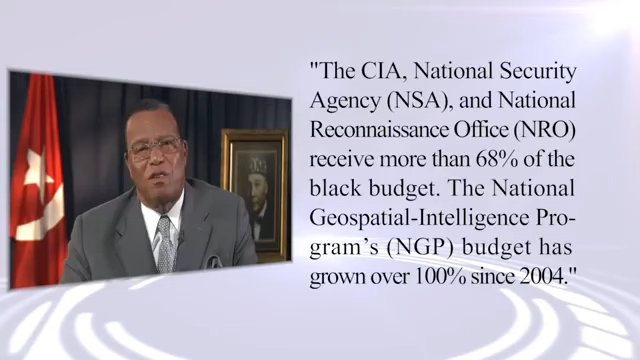 "The CIA, National Security
Agency (NSA), and National
Reconnaissance Office (NRO)
receive more than 68% of the
black budget. The National
Geospatial-Intelligence Pro-
gram's (NGP) budget has
grown over 100% since 2004."